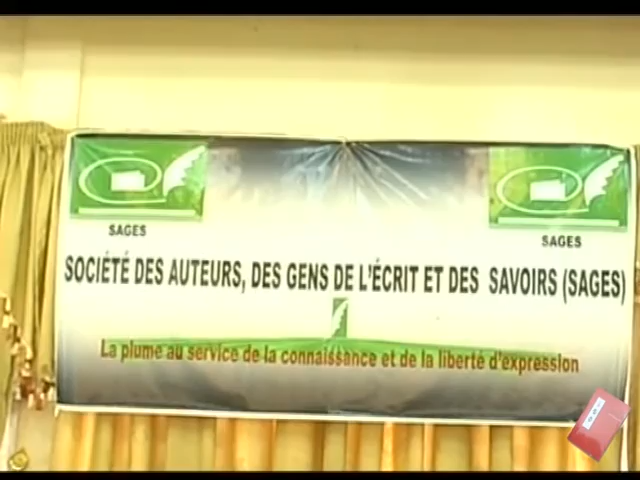 SAGES
SAGES
SOCIÉTÉ DES AUTEURS, DES GENS DE L'ÉCRIT ET DES SAVOIRS (SAGES)
La plume au service de la connaissance et de la liberté d'expression